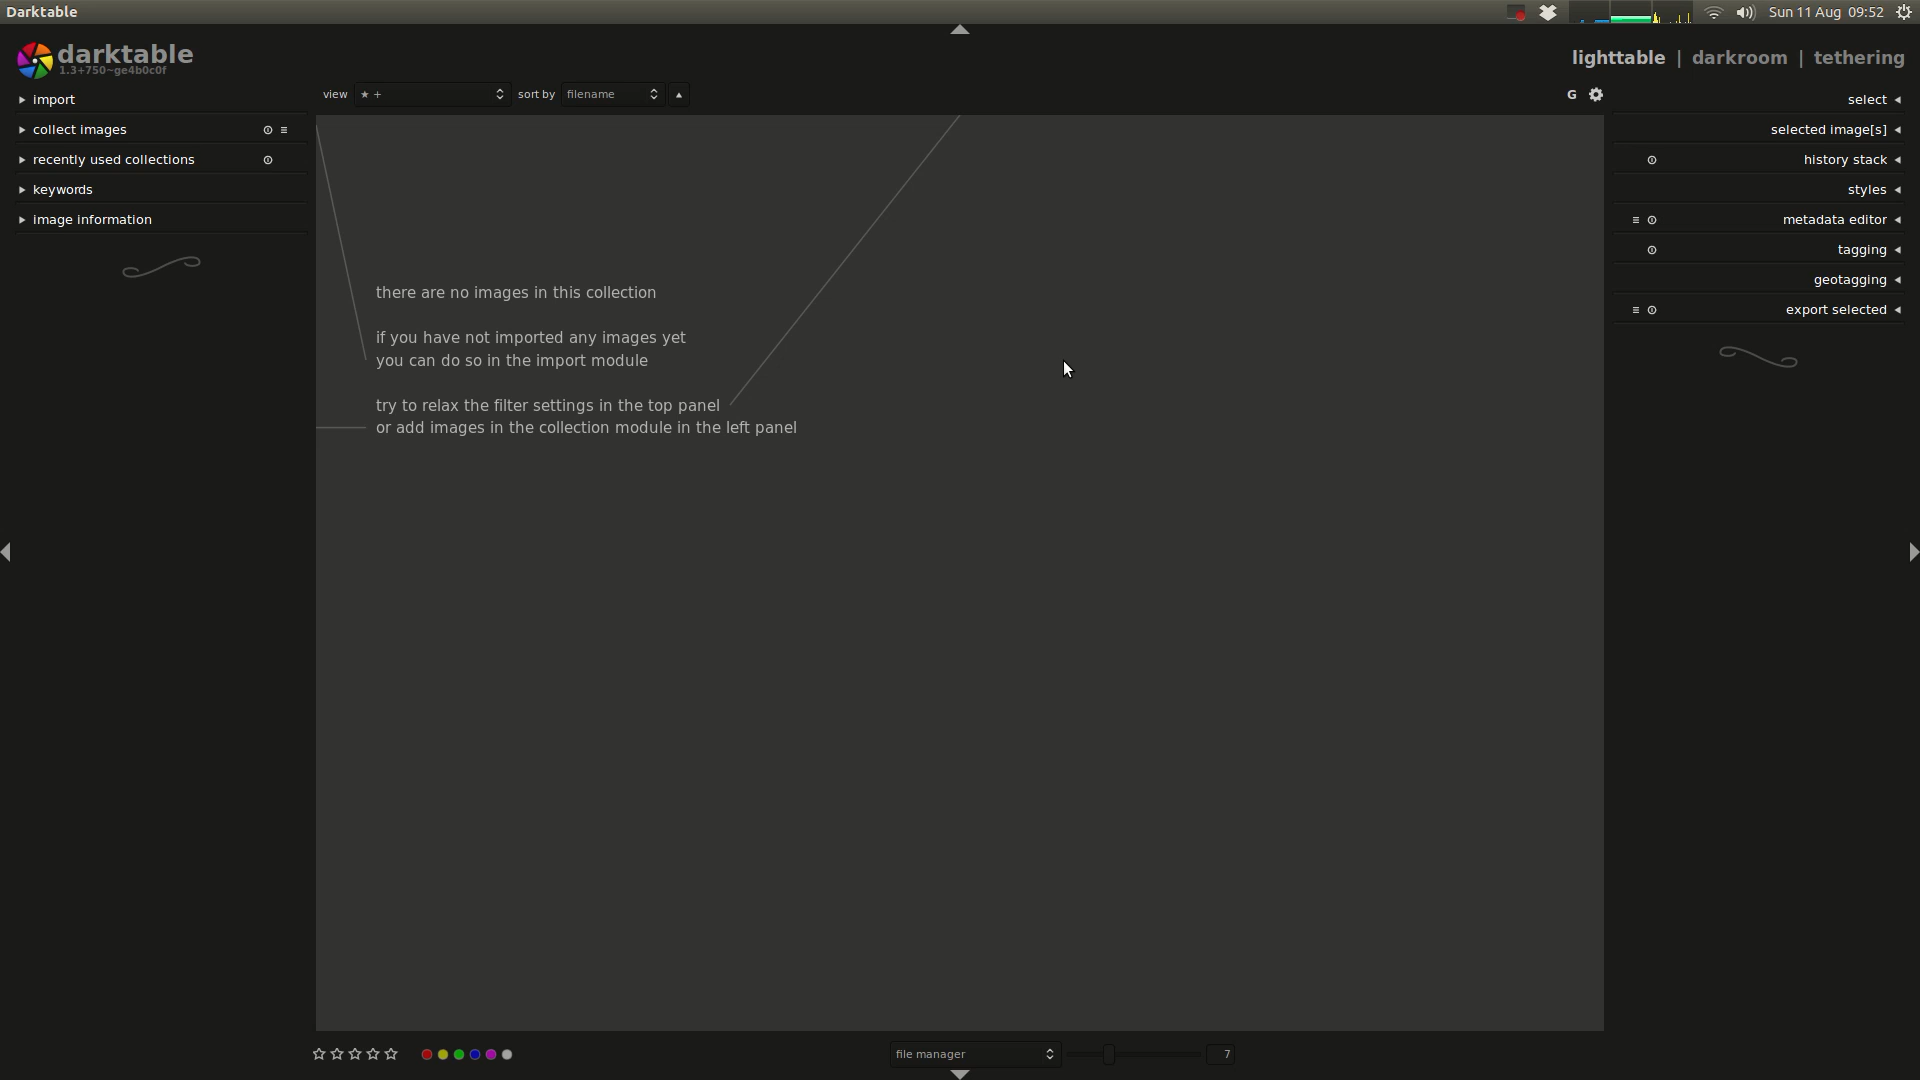 Darktable
Sun 11 Aug 09:52
darktable
1.3+750~ge4b0c0f
lighttable | darkroom | tethering
view ★ + sort by filename
G
import
collect images
recently used collections
keywords
image information
there are no images in this collection
if you have not imported any images yet
you can do so in the import module
try to relax the filter settings in the top panel
or add images in the collection module in the left panel
select
selected image[s]
history stack
styles
metadata editor
tagging
geotagging
export selected
file manager
7